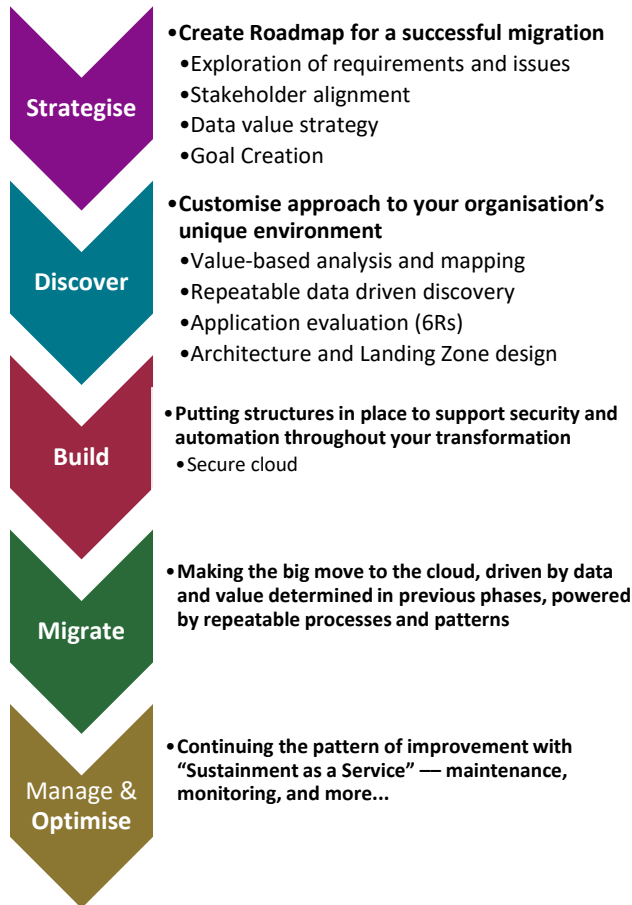 Strategise
•Create Roadmap for a successful migration
•Exploration of requirements and issues
•Stakeholder alignment
•Data value strategy
•Goal Creation
Discover
•Customise approach to your organisation’s
unique environment
•Value-based analysis and mapping
•Repeatable data driven discovery
•Application evaluation (6Rs)
•Architecture and Landing Zone design
Build
•Putting structures in place to support security and
automation throughout your transformation
•Secure cloud
Migrate
•Making the big move to the cloud, driven by data
and value determined in previous phases, powered
by repeatable processes and patterns
Manage &
Optimise
•Continuing the pattern of improvement with
“Sustainment as a Service” — maintenance,
monitoring, and more...